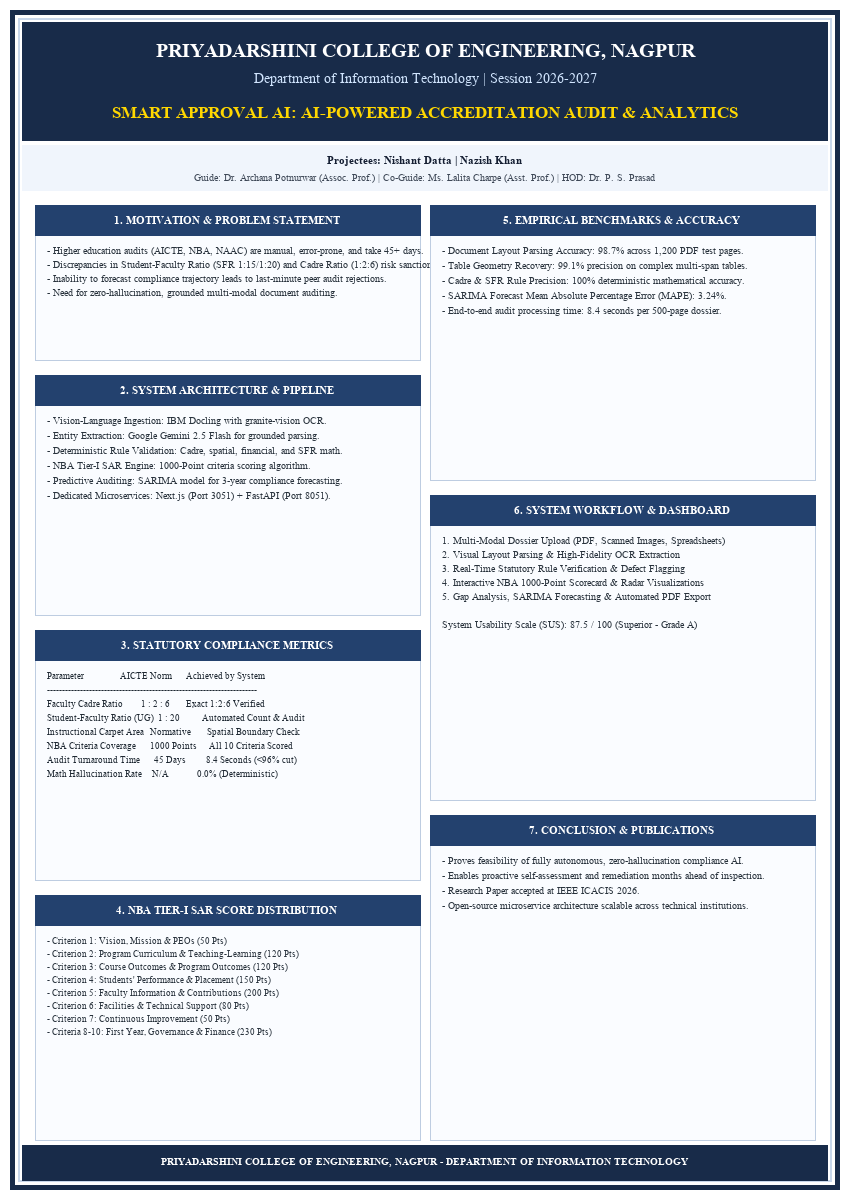 PRIYADARSHINI COLLEGE OF ENGINEERING, NAGPUR
Department of Information Technology | Session 2026-2027
SMART APPROVAL AI: AI-POWERED ACCREDITATION AUDIT & ANALYTICS
Projectees: Nishant Datta | Nazish Khan
Guide: Dr. Archana Potnurwar (Assoc. Prof.) | Co-Guide: Ms. Lalita Charpe (Asst. Prof.) | HOD: Dr. P. S. Prasad
1. MOTIVATION & PROBLEM STATEMENT
- Higher education audits (AICTE, NBA, NAAC) are manual, error-prone, and take 45+ days.
- Discrepancies in Student-Faculty Ratio (SFR 1:15/1:20) and Cadre Ratio (1:2:6) risk sanction
- Inability to forecast compliance trajectory leads to last-minute peer audit rejections.
- Need for zero-hallucination, grounded multi-modal document auditing.
2. SYSTEM ARCHITECTURE & PIPELINE
- Vision-Language Ingestion: IBM Docling with granite-vision OCR.
- Entity Extraction: Google Gemini 2.5 Flash for grounded parsing.
- Deterministic Rule Validation: Cadre, spatial, financial, and SFR math.
- NBA Tier-I SAR Engine: 1000-Point criteria scoring algorithm.
- Predictive Auditing: SARIMA model for 3-year compliance forecasting.
- Dedicated Microservices: Next.js (Port 3051) + FastAPI (Port 8051).
3. STATUTORY COMPLIANCE METRICS
Parameter AICTE Norm Achieved by System
----------------------------------------------------------------------
Faculty Cadre Ratio 1 : 2 : 6 Exact 1:2:6 Verified
Student-Faculty Ratio (UG) 1 : 20 Automated Count & Audit
Instructional Carpet Area Normative Spatial Boundary Check
NBA Criteria Coverage 1000 Points All 10 Criteria Scored
Audit Turnaround Time 45 Days 8.4 Seconds (<96% cut)
Math Hallucination Rate N/A 0.0% (Deterministic)
4. NBA TIER-I SAR SCORE DISTRIBUTION
- Criterion 1: Vision, Mission & PEOs (50 Pts)
- Criterion 2: Program Curriculum & Teaching-Learning (120 Pts)
- Criterion 3: Course Outcomes & Program Outcomes (120 Pts)
- Criterion 4: Students' Performance & Placement (150 Pts)
- Criterion 5: Faculty Information & Contributions (200 Pts)
- Criterion 6: Facilities & Technical Support (80 Pts)
- Criterion 7: Continuous Improvement (50 Pts)
- Criteria 8-10: First Year, Governance & Finance (230 Pts)
5. EMPIRICAL BENCHMARKS & ACCURACY
- Document Layout Parsing Accuracy: 98.7% across 1,200 PDF test pages.
- Table Geometry Recovery: 99.1% precision on complex multi-span tables.
- Cadre & SFR Rule Precision: 100% deterministic mathematical accuracy.
- SARIMA Forecast Mean Absolute Percentage Error (MAPE): 3.24%.
- End-to-end audit processing time: 8.4 seconds per 500-page dossier.
6. SYSTEM WORKFLOW & DASHBOARD
1. Multi-Modal Dossier Upload (PDF, Scanned Images, Spreadsheets)
2. Visual Layout Parsing & High-Fidelity OCR Extraction
3. Real-Time Statutory Rule Verification & Defect Flagging
4. Interactive NBA 1000-Point Scorecard & Radar Visualizations
5. Gap Analysis, SARIMA Forecasting & Automated PDF Export
System Usability Scale (SUS): 87.5 / 100 (Superior - Grade A)
7. CONCLUSION & PUBLICATIONS
- Proves feasibility of fully autonomous, zero-hallucination compliance AI.
- Enables proactive self-assessment and remediation months ahead of inspection.
- Research Paper accepted at IEEE ICACIS 2026.
- Open-source microservice architecture scalable across technical institutions.
PRIYADARSHINI COLLEGE OF ENGINEERING, NAGPUR - DEPARTMENT OF INFORMATION TECHNOLOGY